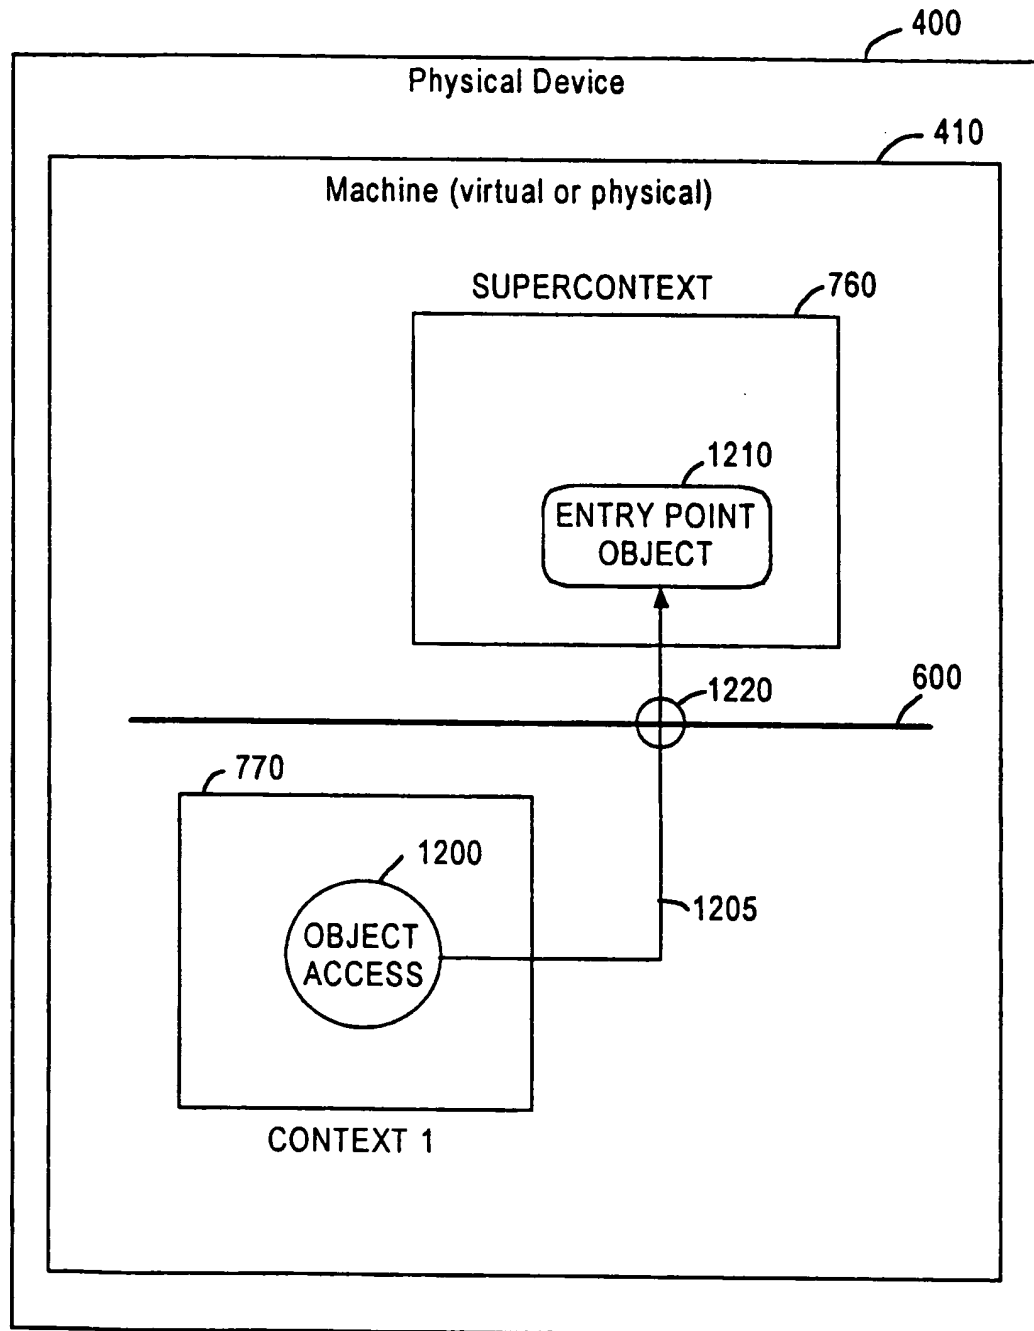 400
Physical Device
410
Machine (virtual or physical)
SUPERCONTEXT
760
1210
ENTRY POINT
OBJECT
1220
600
770
1200
OBJECT
ACCESS
1205
CONTEXT 1